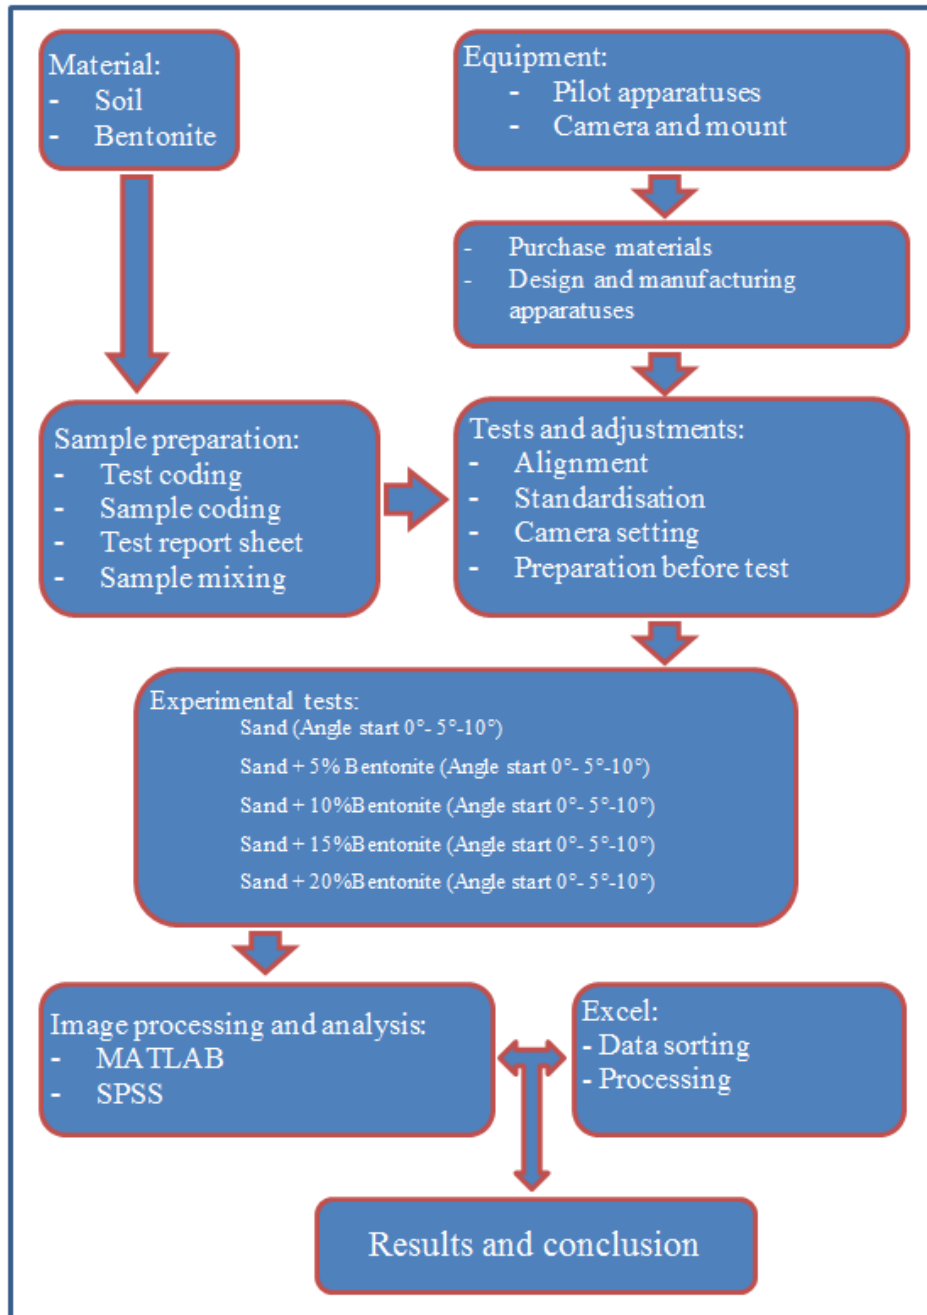 Material:
- Soil
- Bentonite
Equipment:
- Pilot apparatuses
- Camera and mount
- Purchase materials
- Design and manufacturing
apparatuses
Sample preparation:
- Test coding
- Sample coding
- Test report sheet
- Sample mixing
Tests and adjustments:
- Alignment
- Standardisation
- Camera setting
- Preparation before test
Experimental tests:
Sand (Angle start 0°- 5°-10°)
Sand + 5% Bentonite (Angle start 0°- 5°-10°)
Sand + 10%Bentonite (Angle start 0°- 5°-10°)
Sand + 15%Bentonite (Angle start 0°- 5°-10°)
Sand + 20%Bentonite (Angle start 0°- 5°-10°)
Image processing and analysis:
- MATLAB
- SPSS
Excel:
- Data sorting
- Processing
Results and conclusion